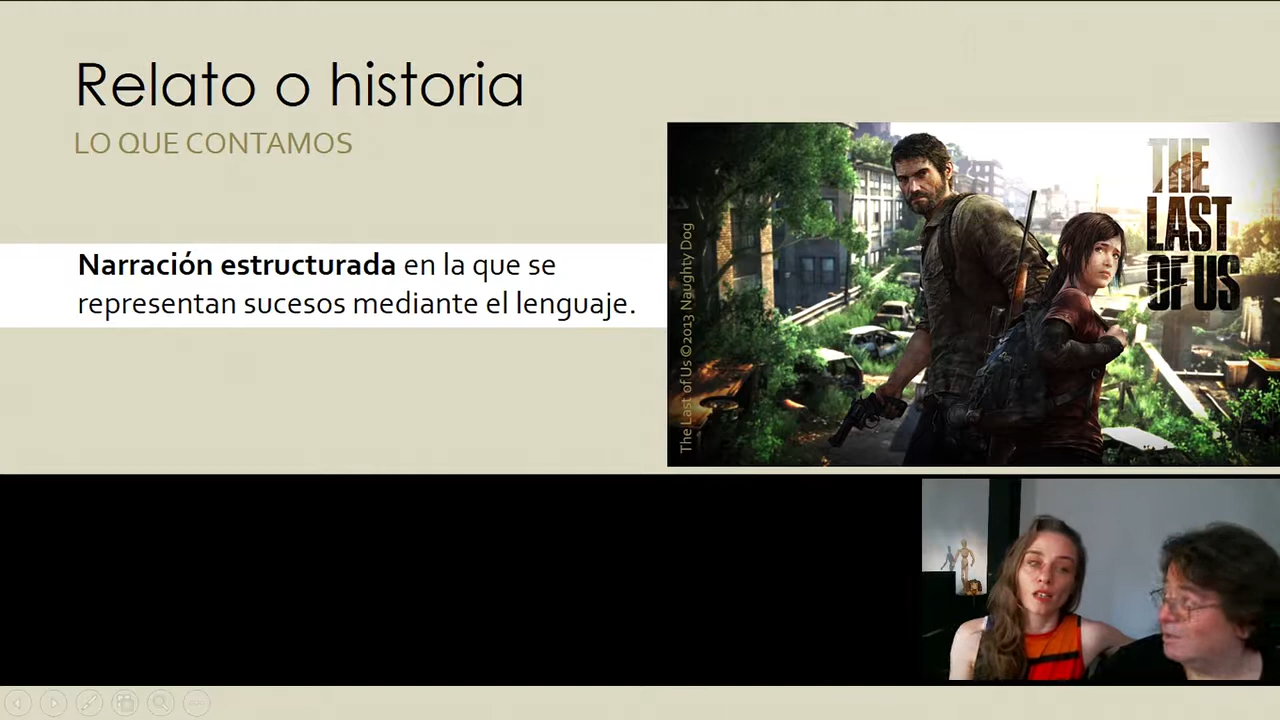 Relato o historia
LO QUE CONTAMOS
Narración estructurada en la que se
representan sucesos mediante el lenguaje.
The Last of Us ©2013 Naughty Dog
THE
LAST
OF US